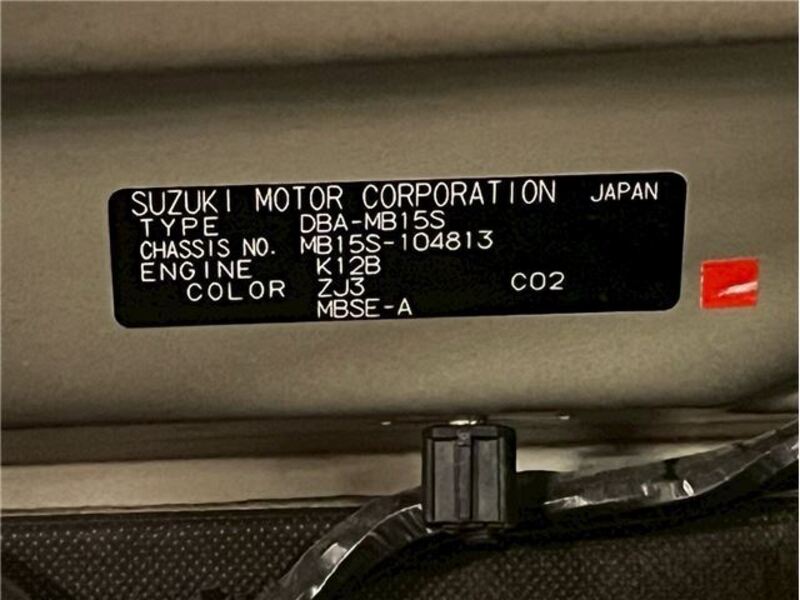 SUZUKI MOTOR CORPORATION JAPAN
TYPE DBA-MB15S
CHASSIS NO. MB15S-104813
ENGINE K12B
COLOR ZJ3 C02
MBSE-A